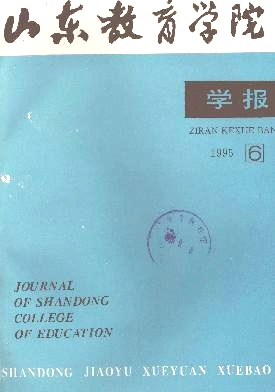 山东教育学院
学报
ZIRAN KEXUE BAN
1995 6
JOURNAL
OF SHANDONG
COLLEGE
OF EDUCATION
SHANDONG JIAOYU XUEYUAN XUEBAO